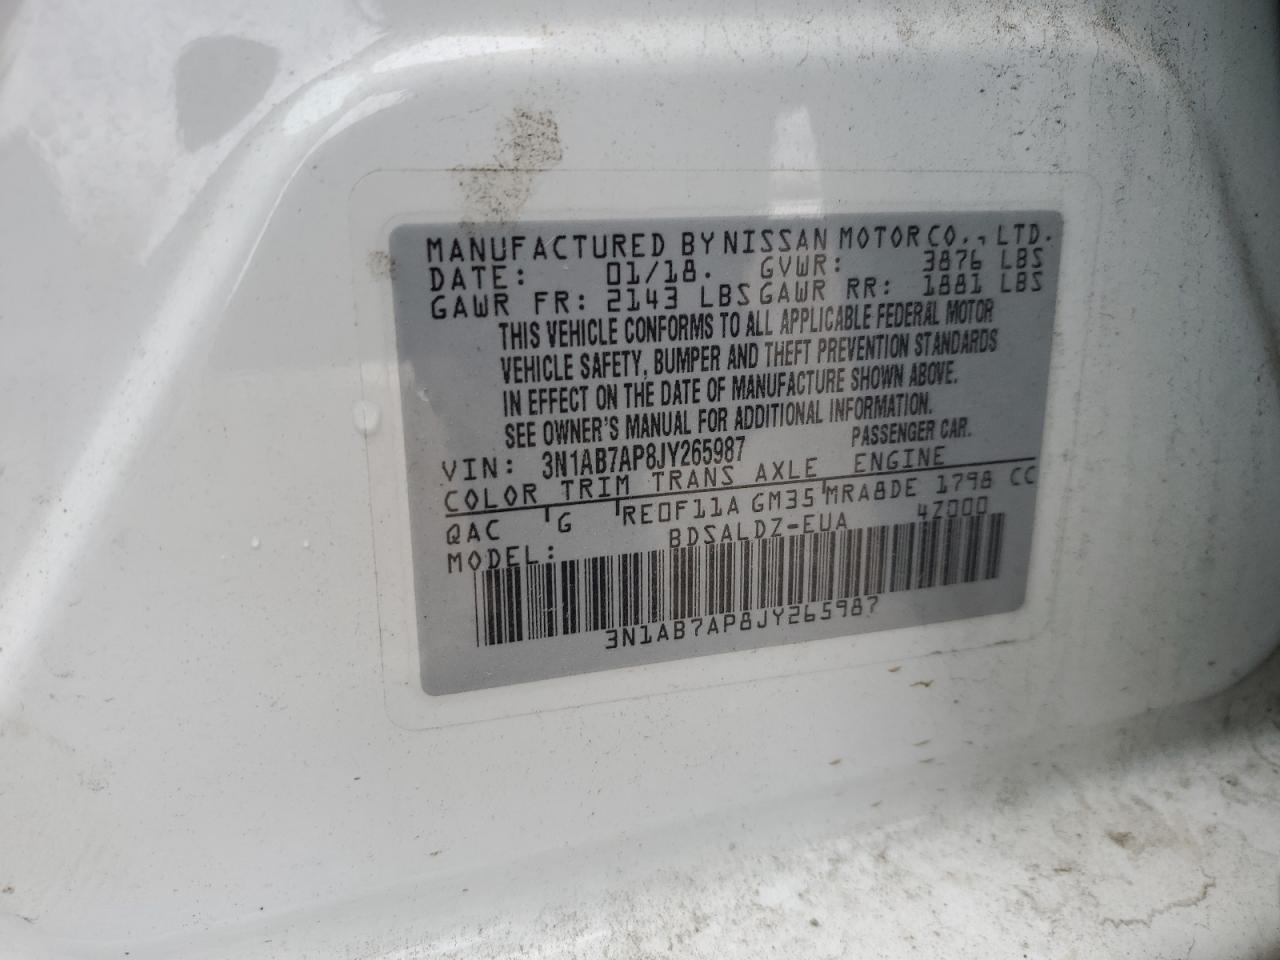 MANUFACTURED BY NISSAN MOTOR CO., LTD.
DATE: 01/18. GVWR: 3876 LBS
GAWR FR: 2143 LBS GAWR RR: 1881 LBS
THIS VEHICLE CONFORMS TO ALL APPLICABLE FEDERAL MOTOR
VEHICLE SAFETY, BUMPER AND THEFT PREVENTION STANDARDS
IN EFFECT ON THE DATE OF MANUFACTURE SHOWN ABOVE.
SEE OWNER'S MANUAL FOR ADDITIONAL INFORMATION.
VIN: 3N1AB7AP8JY265987 PASSENGER CAR.
COLOR TRIM TRANS AXLE ENGINE
QAC G RE0F11A GM35 MRA8DE 1798 CC
MODEL: BDSALDZ-EUA 4Z000
3N1AB7AP8JY265987